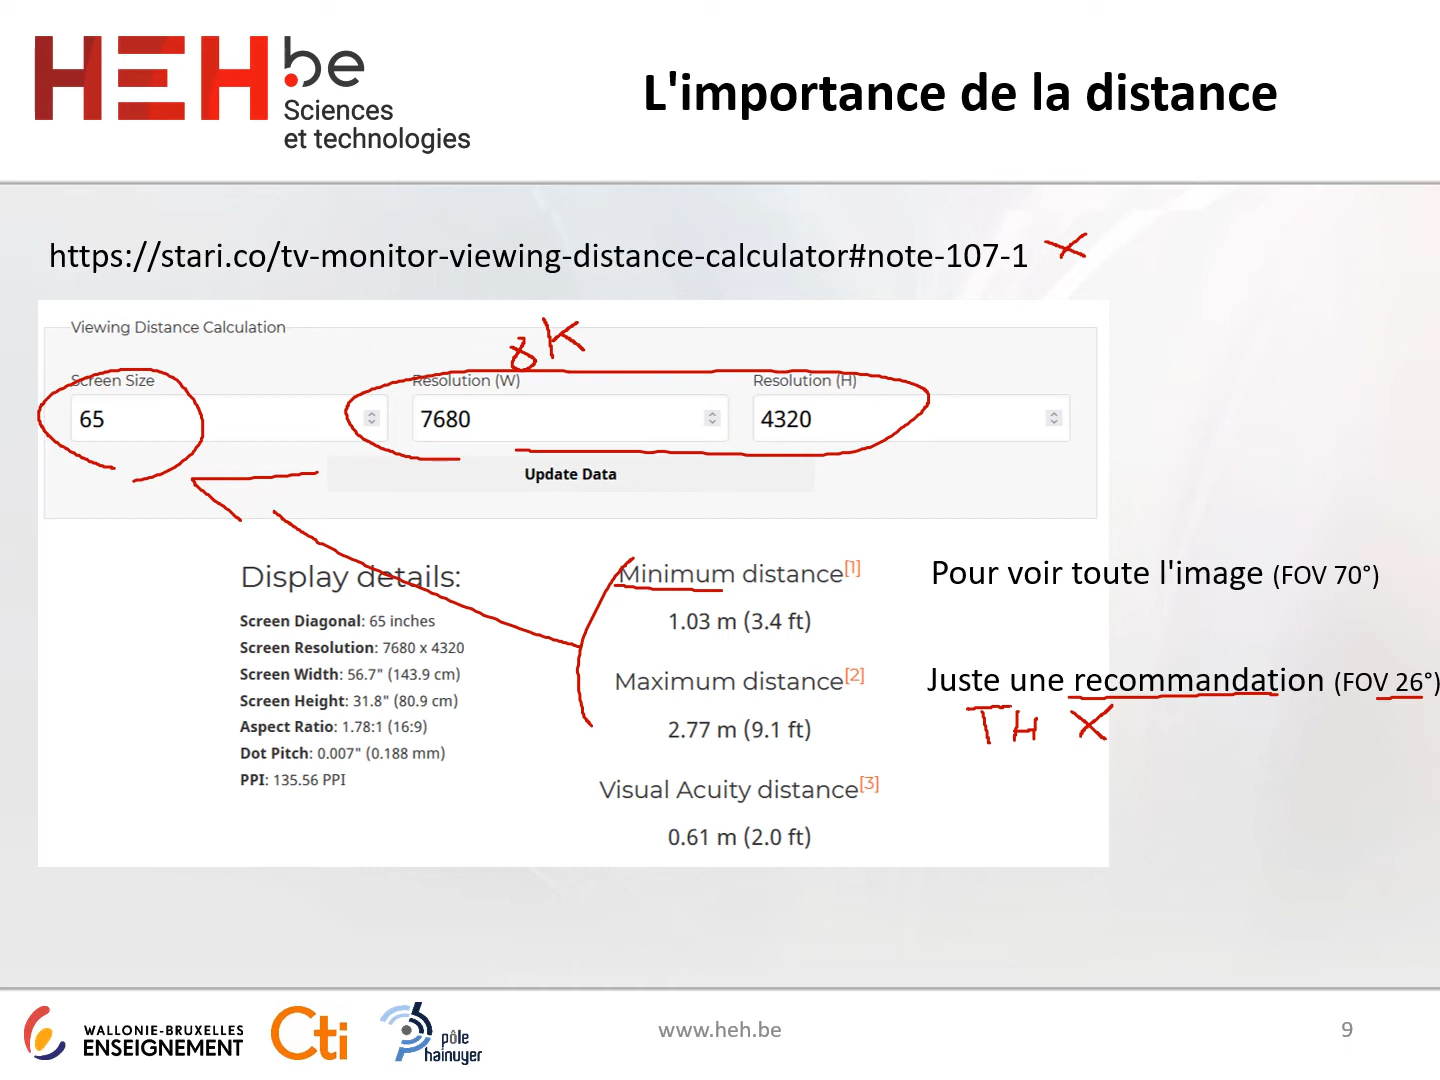 HEH.be
Sciences
et technologies
L'importance de la distance
https://stari.co/tv-monitor-viewing-distance-calculator#note-107-1
Viewing Distance Calculation
8K
Screen Size
Resolution (W)
Resolution (H)
65
7680
4320
Update Data
Display details:
Screen Diagonal: 65 inches
Screen Resolution: 7680 x 4320
Screen Width: 56.7" (143.9 cm)
Screen Height: 31.8" (80.9 cm)
Aspect Ratio: 1.78:1 (16:9)
Dot Pitch: 0.007" (0.188 mm)
PPI: 135.56 PPI
Minimum distance[1]
1.03 m (3.4 ft)
Maximum distance[2]
2.77 m (9.1 ft)
Visual Acuity distance[3]
0.61 m (2.0 ft)
Pour voir toute l'image (FOV 70°)
Juste une recommandation (FOV 26°)
TH X
WALLONIE-BRUXELLES
ENSEIGNEMENT
Cti
pôle
hainuyer
www.heh.be
9